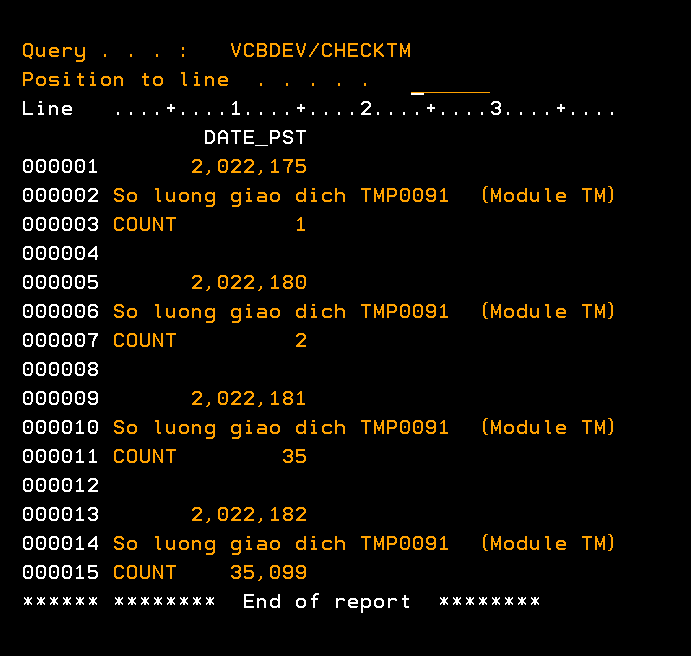 Query . . . :   VCBDEV/CHECKTM
Position to line  . . . . .
Line   ....+....1....+....2....+....3....+....
              DATE_PST
000001       2,022,175
000002 So luong giao dich TMP0091  (Module TM)
000003 COUNT         1
000004
000005       2,022,180
000006 So luong giao dich TMP0091  (Module TM)
000007 COUNT         2
000008
000009       2,022,181
000010 So luong giao dich TMP0091  (Module TM)
000011 COUNT        35
000012
000013       2,022,182
000014 So luong giao dich TMP0091  (Module TM)
000015 COUNT    35,099
****** ********  End of report  ********